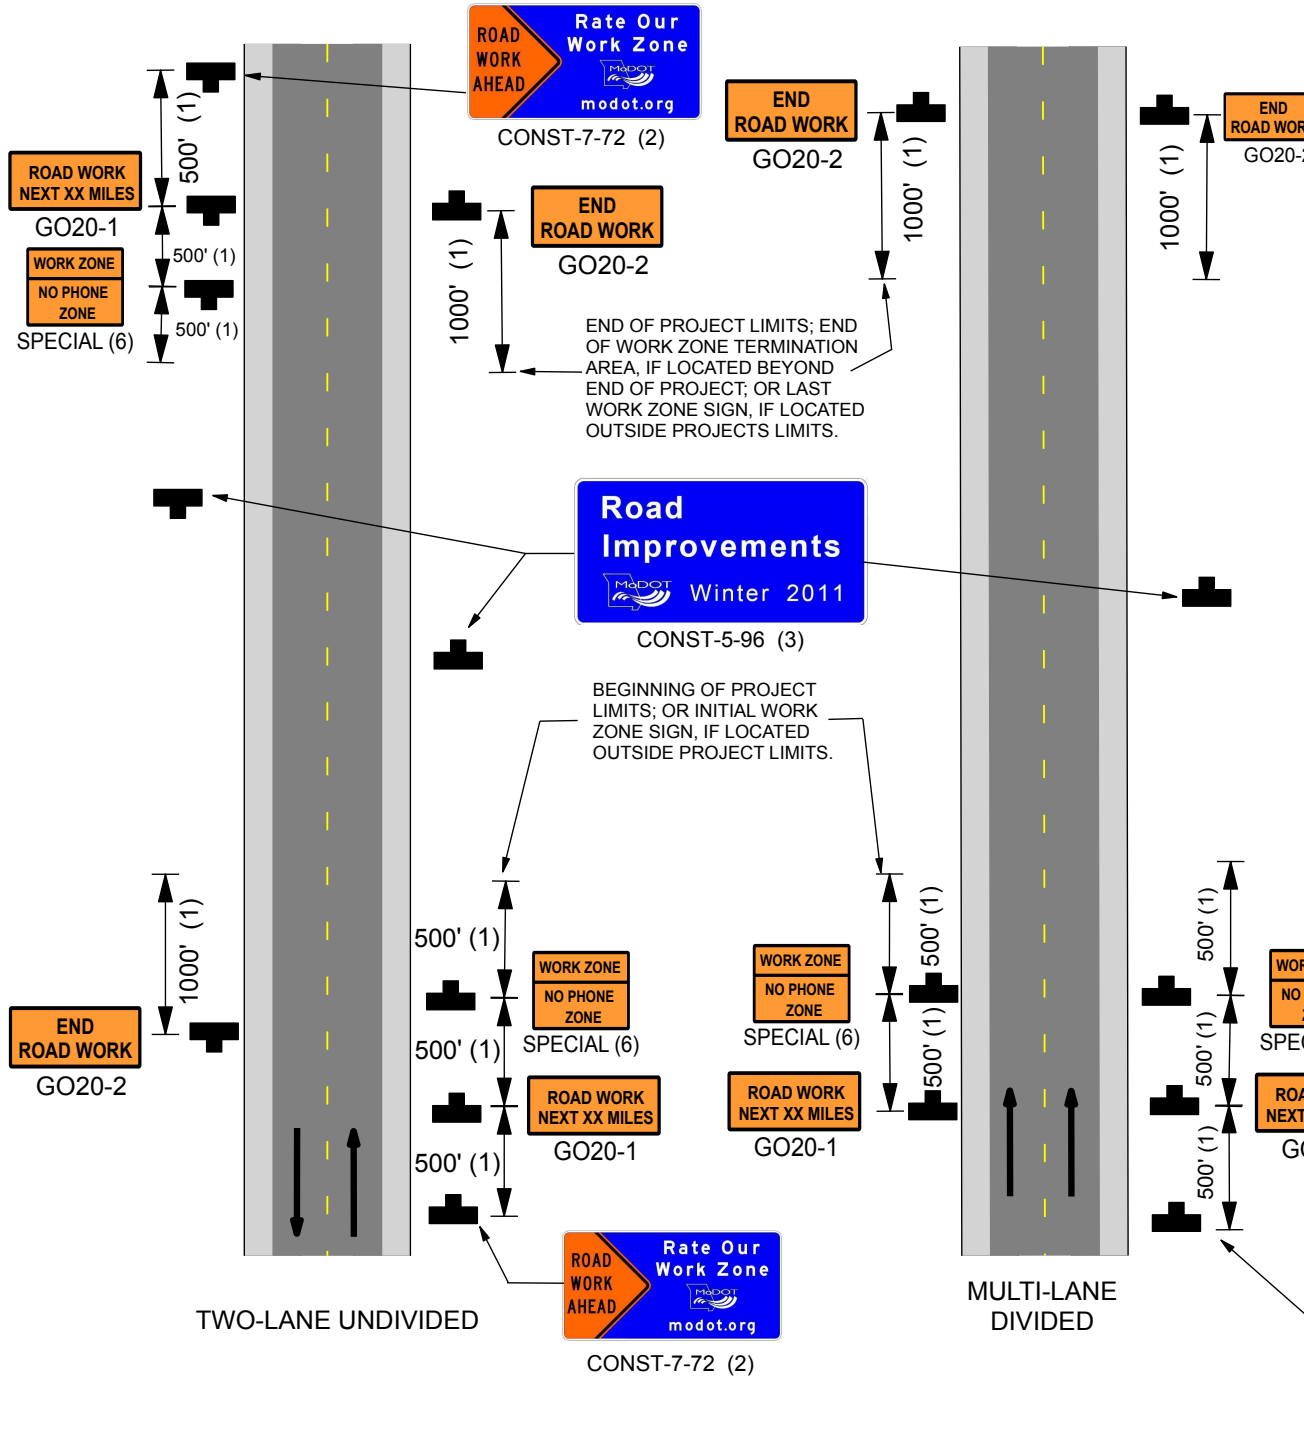 ROAD
WORK
AHEAD
Rate Our
Work Zone
MoDOT
modot.org
CONST-7-72 (2)
500' (1)
ROAD WORK
NEXT XX MILES
GO20-1
500' (1)
WORK ZONE
NO PHONE
ZONE
SPECIAL (6)
500' (1)
END
ROAD WORK
GO20-2
1000' (1)
END
ROAD WORK
GO20-2
1000' (1)
1000' (1)
END
ROAD WOR
GO20-2
END OF PROJECT LIMITS; END
OF WORK ZONE TERMINATION
AREA, IF LOCATED BEYOND
END OF PROJECT; OR LAST
WORK ZONE SIGN, IF LOCATED
OUTSIDE PROJECTS LIMITS.
Road
Improvements
MoDOT
Winter 2011
CONST-5-96 (3)
BEGINNING OF PROJECT
LIMITS; OR INITIAL WORK
ZONE SIGN, IF LOCATED
OUTSIDE PROJECT LIMITS.
1000' (1)
END
ROAD WORK
GO20-2
500' (1)
WORK ZONE
NO PHONE
ZONE
SPECIAL (6)
500' (1)
ROAD WORK
NEXT XX MILES
GO20-1
500' (1)
500' (1)
WORK ZONE
NO PHONE
ZONE
SPECIAL (6)
500' (1)
ROAD WORK
NEXT XX MILES
GO20-1
500' (1)
WOR
NO
SPEC
500' (1)
ROA
NEXT
GO
500' (1)
ROAD
WORK
AHEAD
Rate Our
Work Zone
MoDOT
modot.org
CONST-7-72 (2)
TWO-LANE UNDIVIDED
MULTI-LANE
DIVIDED